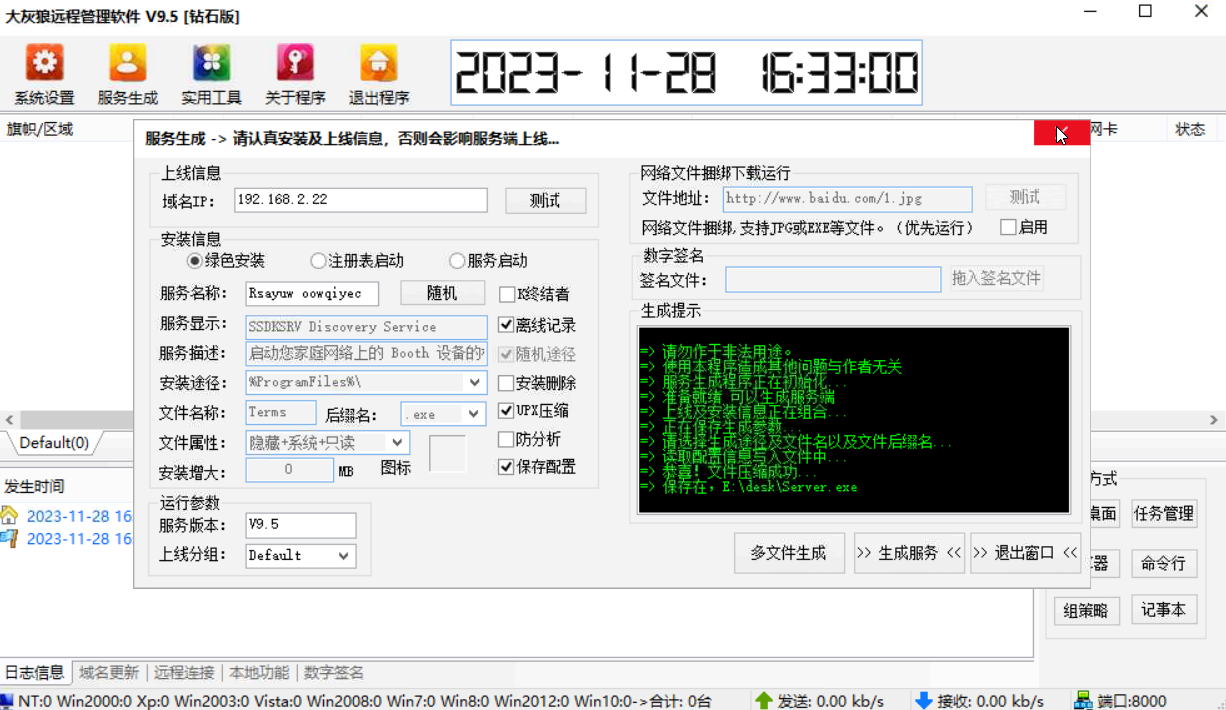 大灰狼远程管理软件 V9.5 [钻石版]
系统设置 服务生成 实用工具 关于程序 退出程序
2023-11-28 16:33:00
旗帜/区域 网卡 状态
服务生成 -> 请认真安装及上线信息，否则会影响服务端上线...
上线信息
域名IP： 192.168.2.22 测试
安装信息
绿色安装 注册表启动 服务启动
服务名称： Rsayuw oowqiyec 随机 K终结者
服务显示： SSDKSRV Discovery Service 离线记录
服务描述： 启动您家庭网络上的 Booth 设备的 随机途径
安装途径： %ProgramFiles%\ 安装删除
文件名称： Terms 后缀名： .exe UPX压缩
文件属性： 隐藏+系统+只读 防分析
安装增大： 0 MB 图标 保存配置
运行参数
服务版本： V9.5
上线分组： Default
网络文件捆绑下载运行
文件地址： http://www.baidu.com/1.jpg 测试
网络文件捆绑,支持JPG或EXE等文件。（优先运行） 启用
数字签名
签名文件： 拖入签名文件
生成提示
=> 请勿作于非法用途。
=> 使用本程序造成其他问题与作者无关
=> 服务生成程序正在初始化...
=> 准备就绪 可以生成服务端
=> 上线及安装信息正在组合...
=> 正在保存生成参数...
=> 请选择生成途径及文件名以及文件后缀名...
=> 读取配置信息写入文件中...
=> 恭喜！文件压缩成功...
=> 保存在，E:\desk\Server.exe
多文件生成 >> 生成服务 << >> 退出窗口 <<
Default(0)
发生时间
2023-11-28 16
2023-11-28 16
方式
桌面 任务管理
器 命令行
组策略 记事本
日志信息 域名更新 远程连接 本地功能 数字签名
NT:0 Win2000:0 Xp:0 Win2003:0 Vista:0 Win2008:0 Win7:0 Win8:0 Win2012:0 Win10:0->合计: 0台 发送: 0.00 kb/s 接收: 0.00 kb/s 端口:8000